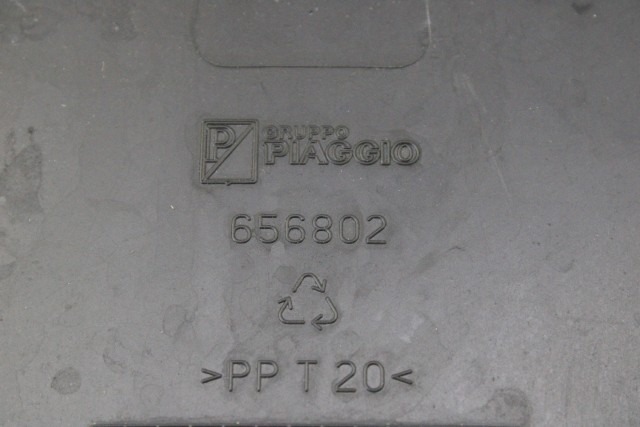 P
GRUPPO
PIAGGIO
656802
>PP T 20<